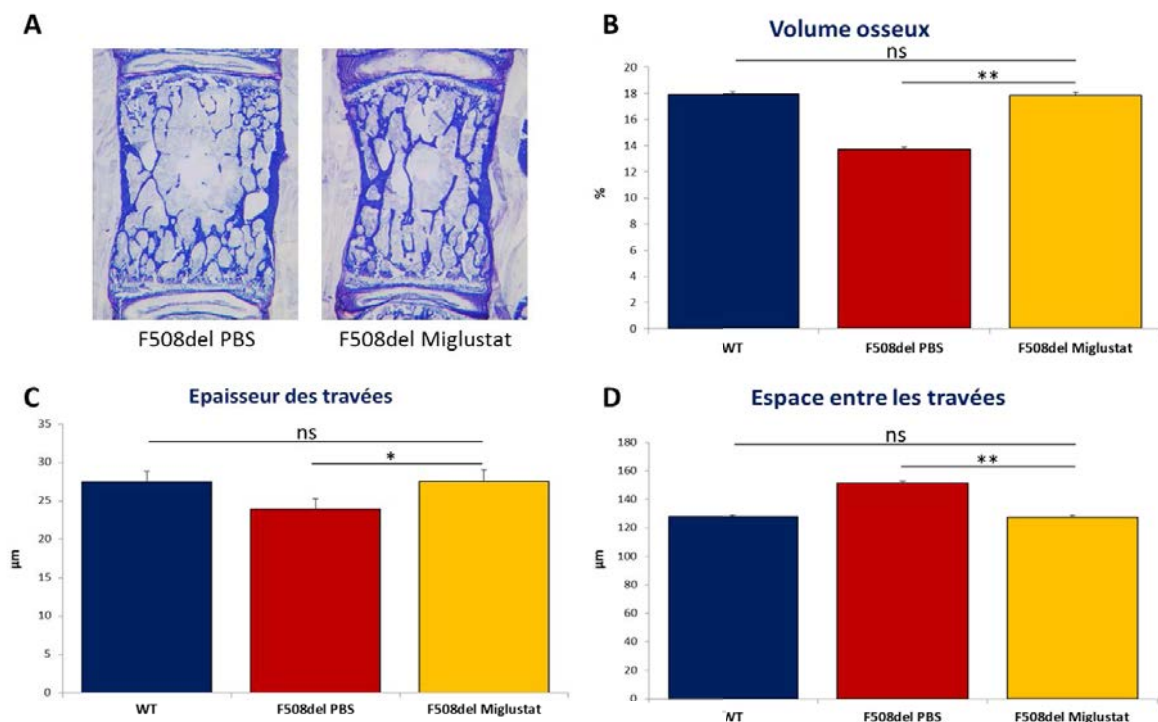 A
F508del PBS
F508del Miglustat
B
Volume osseux
ns
**
20
18
16
14
12
10
8
6
4
2
0
%
WT
F508del PBS
F508del Miglustat
C
Epaisseur des travées
ns
*
35
30
25
20
15
10
5
0
µm
WT
F508del PBS
F508del Miglustat
D
Espace entre les travées
ns
**
180
160
140
120
100
80
60
40
20
0
µm
WT
F508del PBS
F508del Miglustat